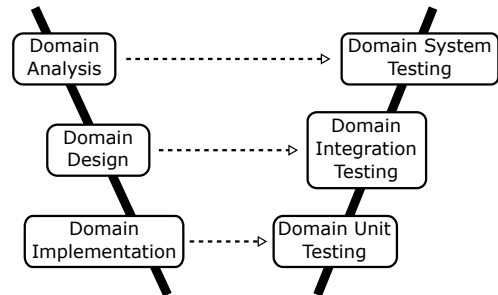 Domain
Analysis
Domain System
Testing
Domain
Design
Domain
Integration
Testing
Domain
Implementation
Domain Unit
Testing